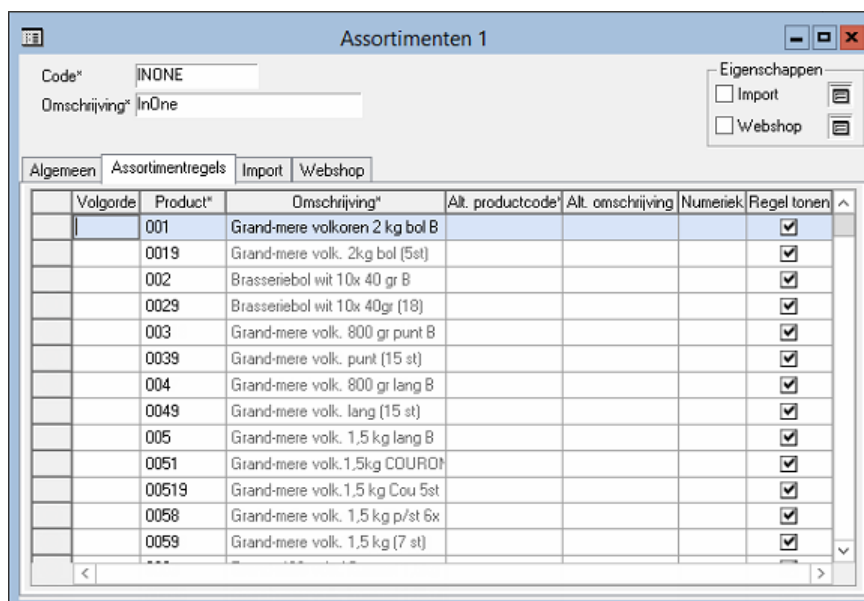 Assortimenten 1
Code* INONE
Omschrijving* InOne
Eigenschappen
Import
Webshop
Algemeen Assortimentregels Import Webshop
Volgorde Product* Omschrijving* Alt. productcode* Alt. omschrijving Numeriek Regel tonen
001 Grand-mere volkoren 2 kg bol B
0019 Grand-mere volk. 2kg bol (5st)
002 Brasseriebol wit 10x 40 gr B
0029 Brasseriebol wit 10x 40gr (18)
003 Grand-mere volk. 800 gr punt B
0039 Grand-mere volk. punt (15 st)
004 Grand-mere volk. 800 gr lang B
0049 Grand-mere volk. lang (15 st)
005 Grand-mere volk. 1,5 kg lang B
0051 Grand-mere volk.1,5kg COURON
00519 Grand-mere volk.1,5 kg Cou 5st
0058 Grand-mere volk. 1,5 kg p/st 6x
0059 Grand-mere volk. 1,5 kg (7 st)